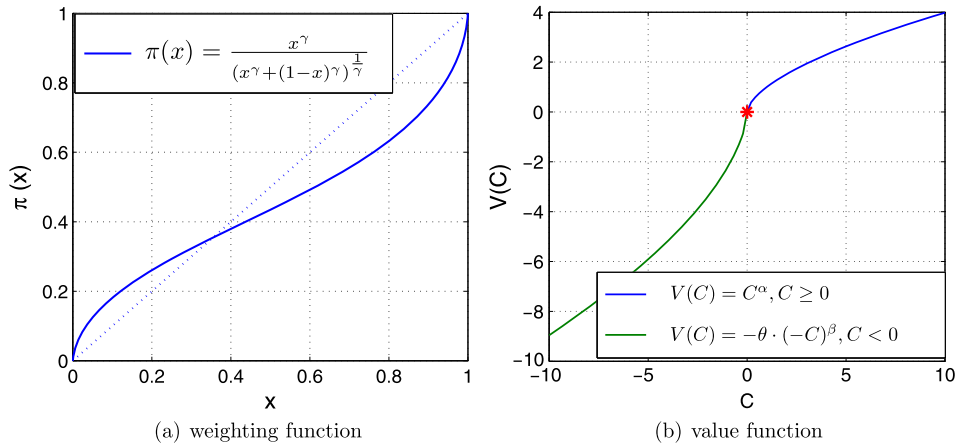 π(x) = x^γ / (x^γ+(1−x)^γ)^(1/γ)
1
0.8
0.6
0.4
0.2
0
π (x)
0 0.2 0.4 0.6 0.8 1
x
(a) weighting function
4
2
0
−2
−4
−6
−8
−10
V(C)
V(C) = C^α, C ≥ 0
V(C) = −θ · (−C)^β, C < 0
−10 −5 0 5 10
C
(b) value function